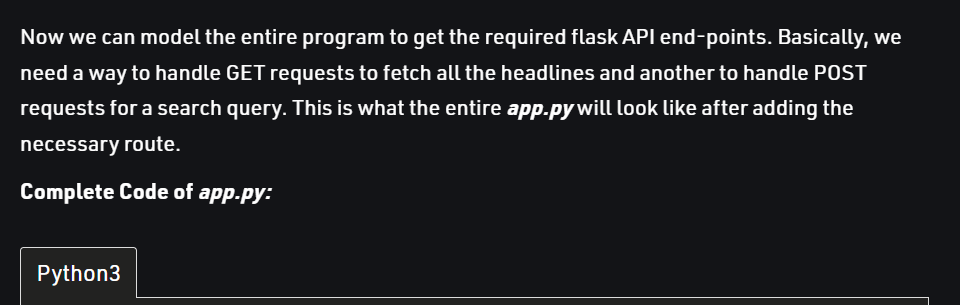 Now we can model the entire program to get the required flask API end-points. Basically, we
need a way to handle GET requests to fetch all the headlines and another to handle POST
requests for a search query. This is what the entire app.py will look like after adding the
necessary route.
Complete Code of app.py:
Python3